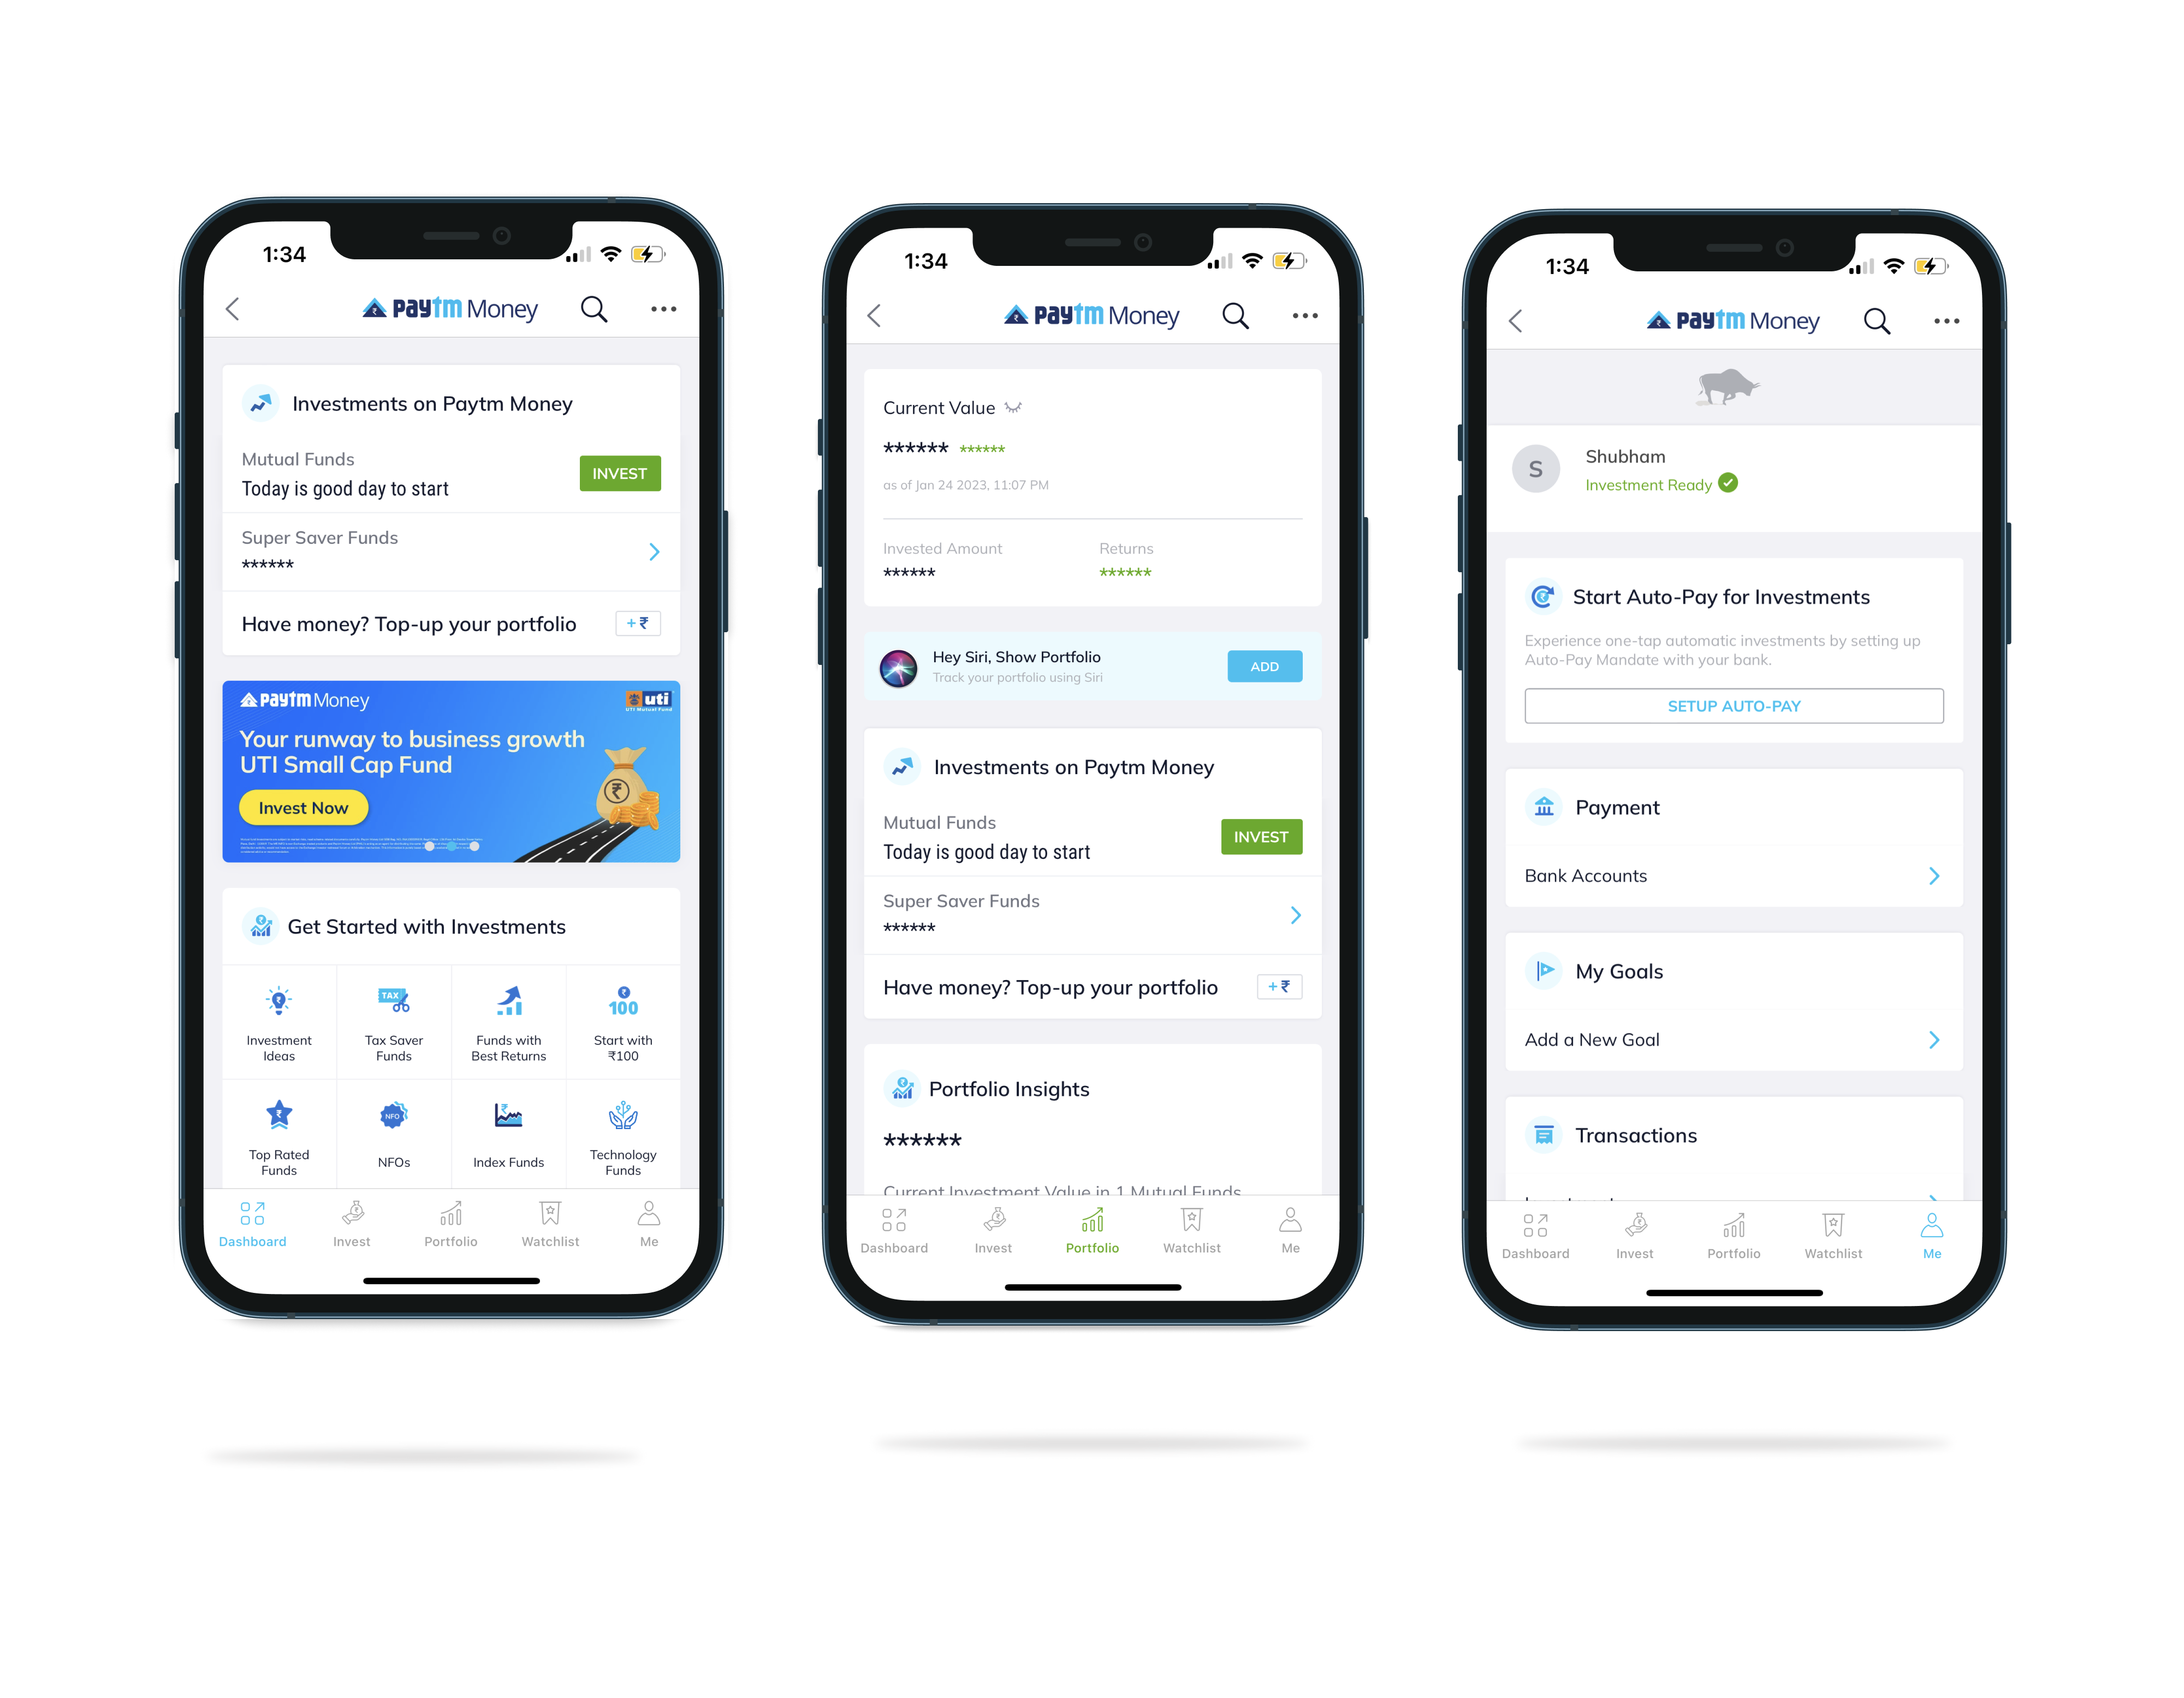 1:34
paytm Money
Investments on Paytm Money
Mutual Funds
Today is good day to start
INVEST
Super Saver Funds
******
Have money? Top-up your portfolio
+₹
paytm Money
uti
UTI Mutual Fund
Your runway to business growth
UTI Small Cap Fund
Invest Now
₹
Get Started with Investments
Investment
Ideas
TAX
Tax Saver
Funds
Funds with
Best Returns
100
Start with
₹100
Top Rated
Funds
NFO
NFOs
Index Funds
Technology
Funds
Dashboard
Invest
Portfolio
Watchlist
Me
1:34
paytm Money
Current Value
****** ******
as of Jan 24 2023, 11:07 PM
Invested Amount
******
Returns
******
Hey Siri, Show Portfolio
Track your portfolio using Siri
ADD
Investments on Paytm Money
Mutual Funds
Today is good day to start
INVEST
Super Saver Funds
******
Have money? Top-up your portfolio
+₹
Portfolio Insights
******
Current Investment Value in 1 Mutual Funds
Dashboard
Invest
Portfolio
Watchlist
Me
1:34
paytm Money
S
Shubham
Investment Ready
Start Auto-Pay for Investments
Experience one-tap automatic investments by setting up
Auto-Pay Mandate with your bank.
SETUP AUTO-PAY
Payment
Bank Accounts
My Goals
Add a New Goal
Transactions
Dashboard
Invest
Portfolio
Watchlist
Me